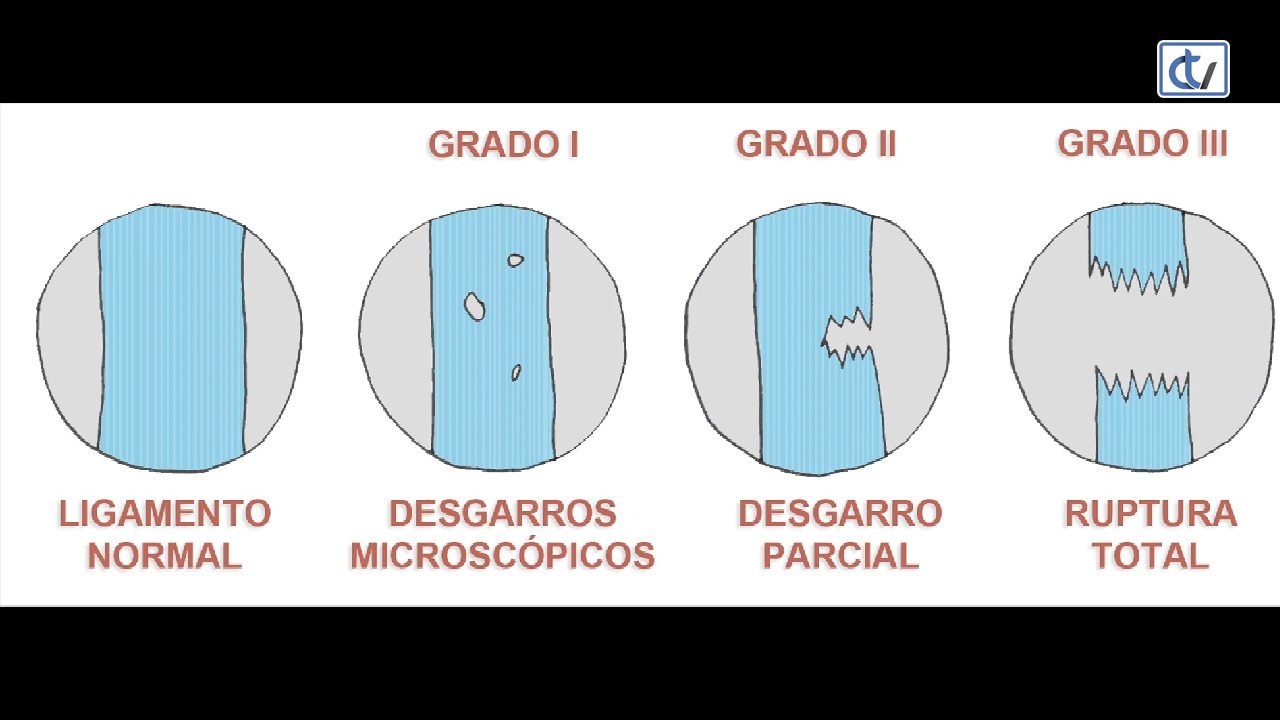 GRADO I
GRADO II
GRADO III
LIGAMENTO
NORMAL
DESGARROS
MICROSCÓPICOS
DESGARRO
PARCIAL
RUPTURA
TOTAL